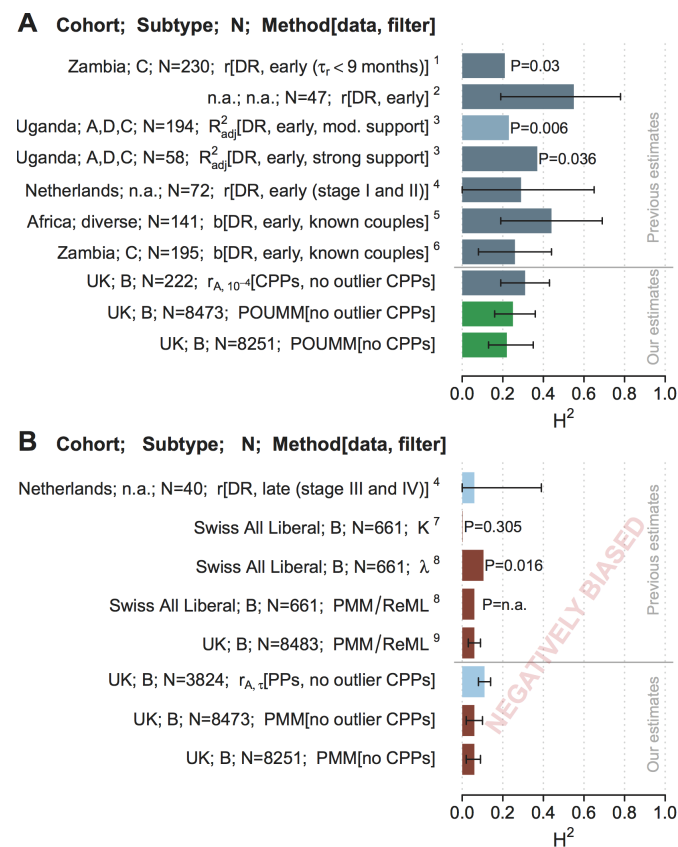 A Cohort; Subtype; N; Method[data, filter]
Zambia; C; N=230; r[DR, early (τr < 9 months)] 1
P=0.03
n.a.; n.a.; N=47; r[DR, early] 2
Uganda; A,D,C; N=194; R2adj[DR, early, mod. support] 3
P=0.006
Uganda; A,D,C; N=58; R2adj[DR, early, strong support] 3
P=0.036
Netherlands; n.a.; N=72; r[DR, early (stage I and II)] 4
Africa; diverse; N=141; b[DR, early, known couples] 5
Zambia; C; N=195; b[DR, early, known couples] 6
Previous estimates
UK; B; N=222; rA, 10−4[CPPs, no outlier CPPs]
UK; B; N=8473; POUMM[no outlier CPPs]
UK; B; N=8251; POUMM[no CPPs]
Our estimates
0.0 0.2 0.4 0.6 0.8 1.0
H2
B Cohort; Subtype; N; Method[data, filter]
Netherlands; n.a.; N=40; r[DR, late (stage III and IV)] 4
Swiss All Liberal; B; N=661; K 7
P=0.305
Swiss All Liberal; B; N=661; λ 8
P=0.016
Swiss All Liberal; B; N=661; PMM/ReML 8
P=n.a.
UK; B; N=8483; PMM/ReML 9
Previous estimates
NEGATIVELY BIASED
UK; B; N=3824; rA, τ[PPs, no outlier CPPs]
UK; B; N=8473; PMM[no outlier CPPs]
UK; B; N=8251; PMM[no CPPs]
Our estimates
0.0 0.2 0.4 0.6 0.8 1.0
H2